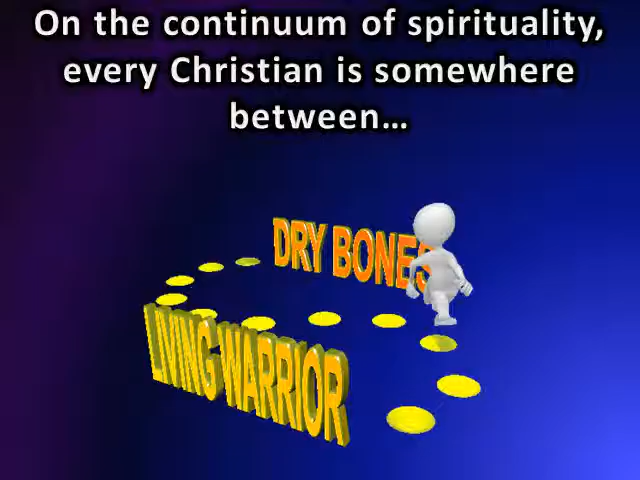 On the continuum of spirituality,
every Christian is somewhere
between…
DRY BONES
LIVING WARRIOR